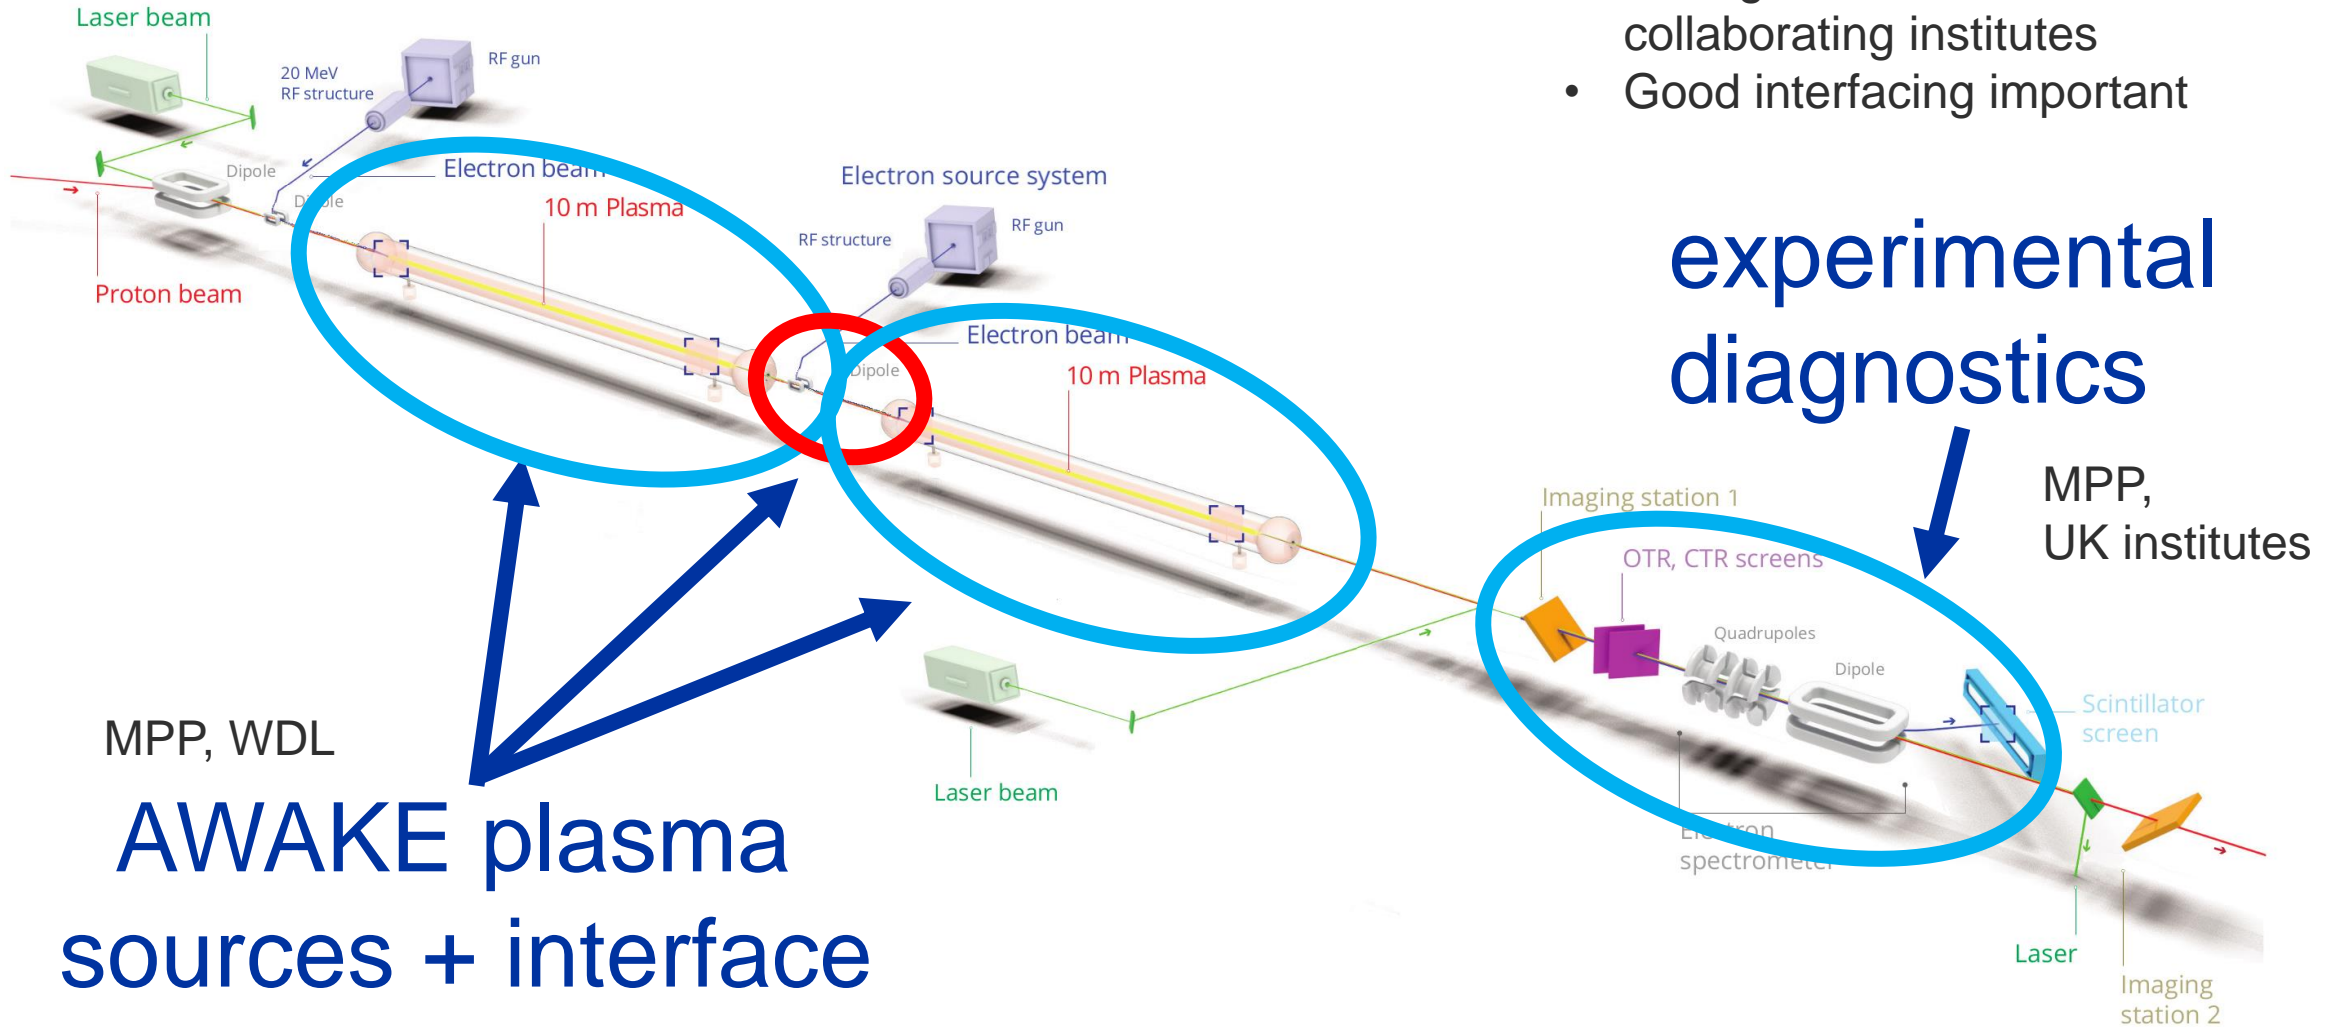 Laser beam
20 MeV
RF structure
RF gun
collaborating institutes
• Good interfacing important
Dipole
Electron beam
Dipole
10 m Plasma
Electron source system
RF structure
RF gun
Proton beam
Electron beam
Dipole
10 m Plasma
experimental
diagnostics
MPP,
UK institutes
Imaging station 1
OTR, CTR screens
Quadrupoles
Dipole
Scintillator
screen
MPP, WDL
AWAKE plasma
sources + interface
Laser beam
Electron
spectrometer
Laser
Imaging
station 2